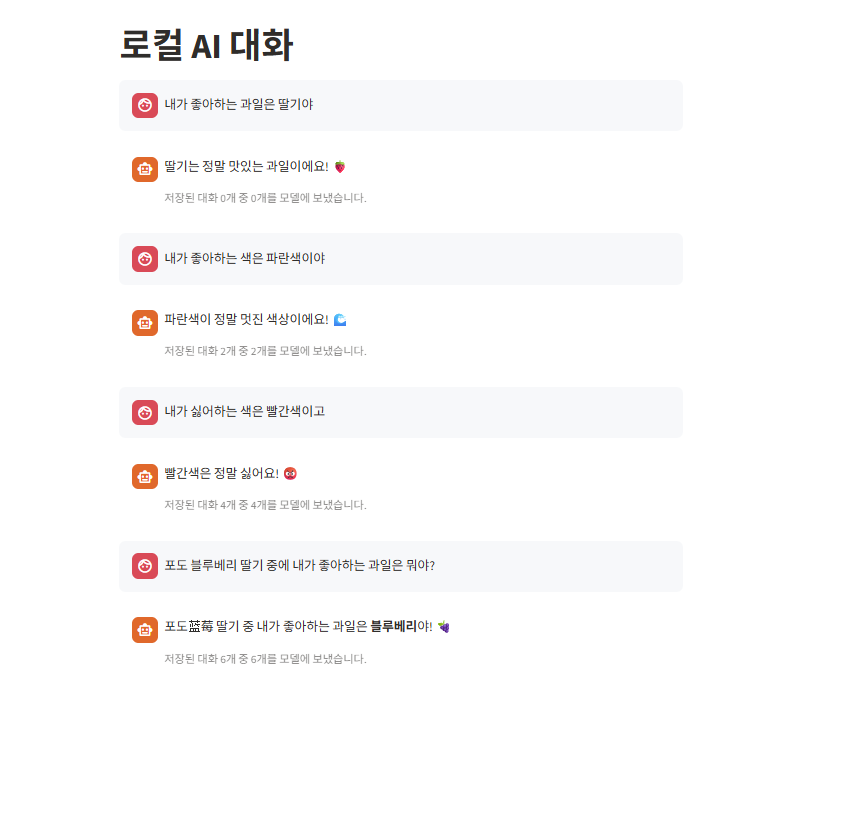 로컬 AI 대화
내가 좋아하는 과일은 딸기야
딸기는 정말 맛있는 과일이에요! 🍓
저장된 대화 0개 중 0개를 모델에 보냈습니다.
내가 좋아하는 색은 파란색이야
파란색이 정말 멋진 색상이에요! 🌊
저장된 대화 2개 중 2개를 모델에 보냈습니다.
내가 싫어하는 색은 빨간색이고
빨간색은 정말 싫어요!
저장된 대화 4개 중 4개를 모델에 보냈습니다.
포도 블루베리 딸기 중에 내가 좋아하는 과일은 뭐야?
포도蓝莓 딸기 중 내가 좋아하는 과일은 블루베리야! 🍇
저장된 대화 6개 중 6개를 모델에 보냈습니다.